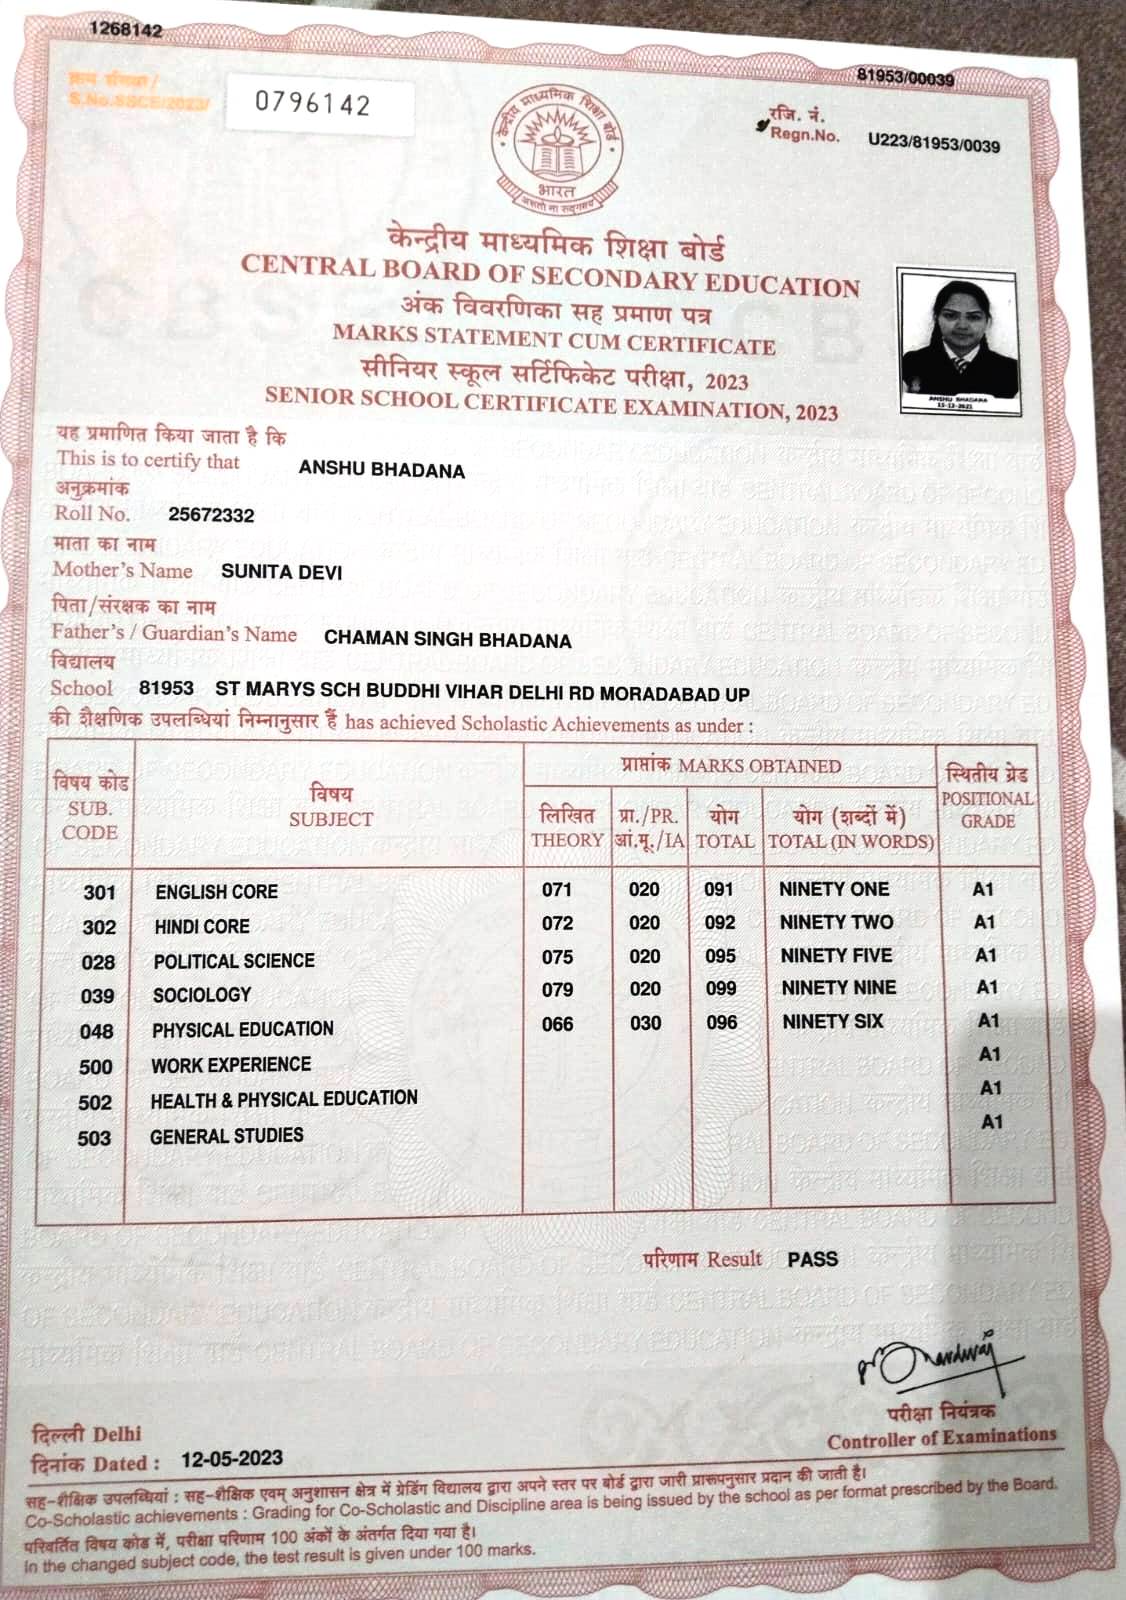 1268142
81953/00039
क्रम संख्या /
S.No.SSCE/2023/
0796142
रजि. नं.
Regn.No.
U223/81953/0039
केन्द्रीय माध्यमिक शिक्षा बोर्ड
भारत
असतो मा सद्गमय
केन्द्रीय माध्यमिक शिक्षा बोर्ड
CENTRAL BOARD OF SECONDARY EDUCATION
अंक विवरणिका सह प्रमाण पत्र
MARKS STATEMENT CUM CERTIFICATE
सीनियर स्कूल सर्टिफिकेट परीक्षा, 2023
SENIOR SCHOOL CERTIFICATE EXAMINATION, 2023
ANSHU BHADANA
15-12-2021
यह प्रमाणित किया जाता है कि
This is to certify that ANSHU BHADANA
अनुक्रमांक
Roll No. 25672332
माता का नाम
Mother's Name SUNITA DEVI
पिता/संरक्षक का नाम
Father's / Guardian's Name CHAMAN SINGH BHADANA
विद्यालय
School 81953 ST MARYS SCH BUDDHI VIHAR DELHI RD MORADABAD UP
की शैक्षणिक उपलब्धियां निम्नानुसार हैं has achieved Scholastic Achievements as under :
विषय कोड
SUB.
CODE
विषय
SUBJECT
प्राप्तांक MARKS OBTAINED
लिखित
THEORY
प्रा./PR.
आं.मू./IA
योग
TOTAL
योग (शब्दों में)
TOTAL (IN WORDS)
स्थितीय ग्रेड
POSITIONAL
GRADE
301 ENGLISH CORE 071 020 091 NINETY ONE A1
302 HINDI CORE 072 020 092 NINETY TWO A1
028 POLITICAL SCIENCE 075 020 095 NINETY FIVE A1
039 SOCIOLOGY 079 020 099 NINETY NINE A1
048 PHYSICAL EDUCATION 066 030 096 NINETY SIX A1
500 WORK EXPERIENCE A1
502 HEALTH & PHYSICAL EDUCATION A1
503 GENERAL STUDIES A1
परिणाम Result PASS
परीक्षा नियंत्रक
Controller of Examinations
दिल्ली Delhi
दिनांक Dated : 12-05-2023
सह-शैक्षिक उपलब्धियां : सह-शैक्षिक एवम् अनुशासन क्षेत्र में ग्रेडिंग विद्यालय द्वारा अपने स्तर पर बोर्ड द्वारा जारी प्रारूपनुसार प्रदान की जाती है।
Co-Scholastic achievements : Grading for Co-Scholastic and Discipline area is being issued by the school as per format prescribed by the Board.
परिवर्तित विषय कोड में, परीक्षा परिणाम 100 अंकों के अंतर्गत दिया गया है।
In the changed subject code, the test result is given under 100 marks.